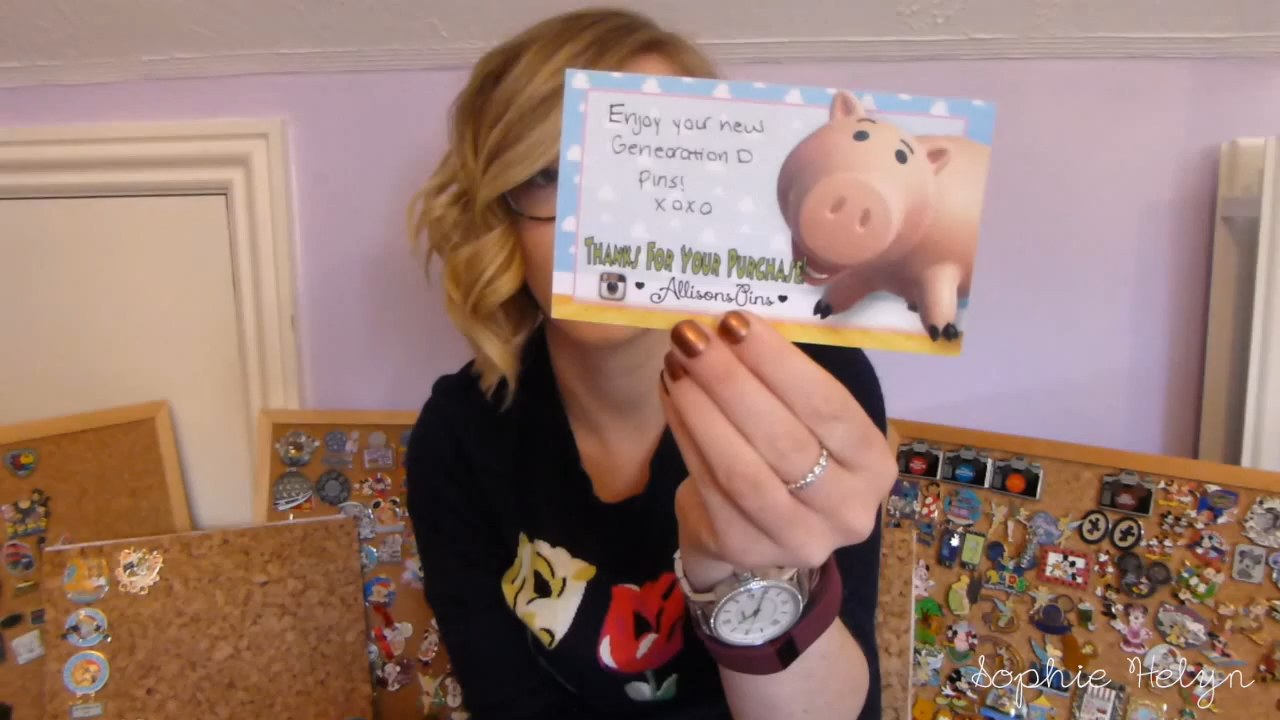 Enjoy your new
Generation D
Pins!
xoxo
THANKS FOR YOUR PURCHASE!
AllisonsPins
Sophie Helyn